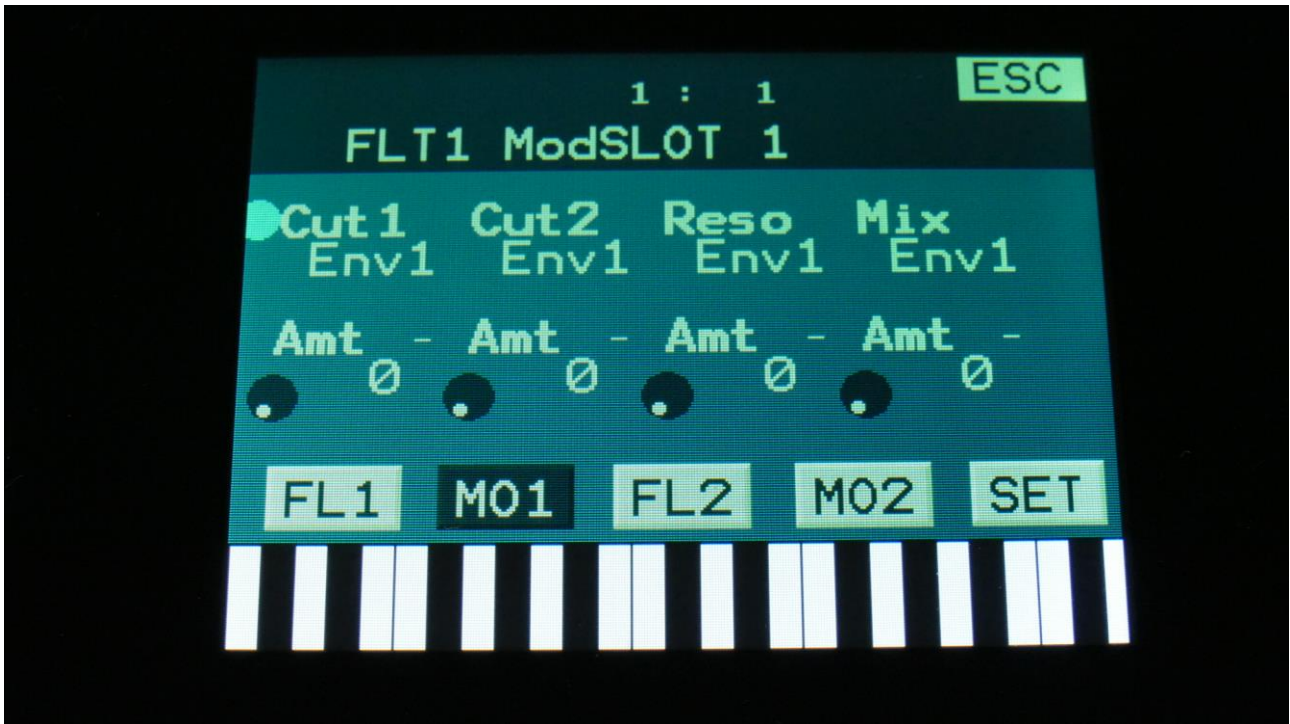 ESC
1 : 1
FLT1 ModSLOT 1
Cut1 Cut2 Reso Mix
Env1 Env1 Env1 Env1
Amt - Amt - Amt - Amt -
0 0 0 0
FL1 MO1 FL2 MO2 SET